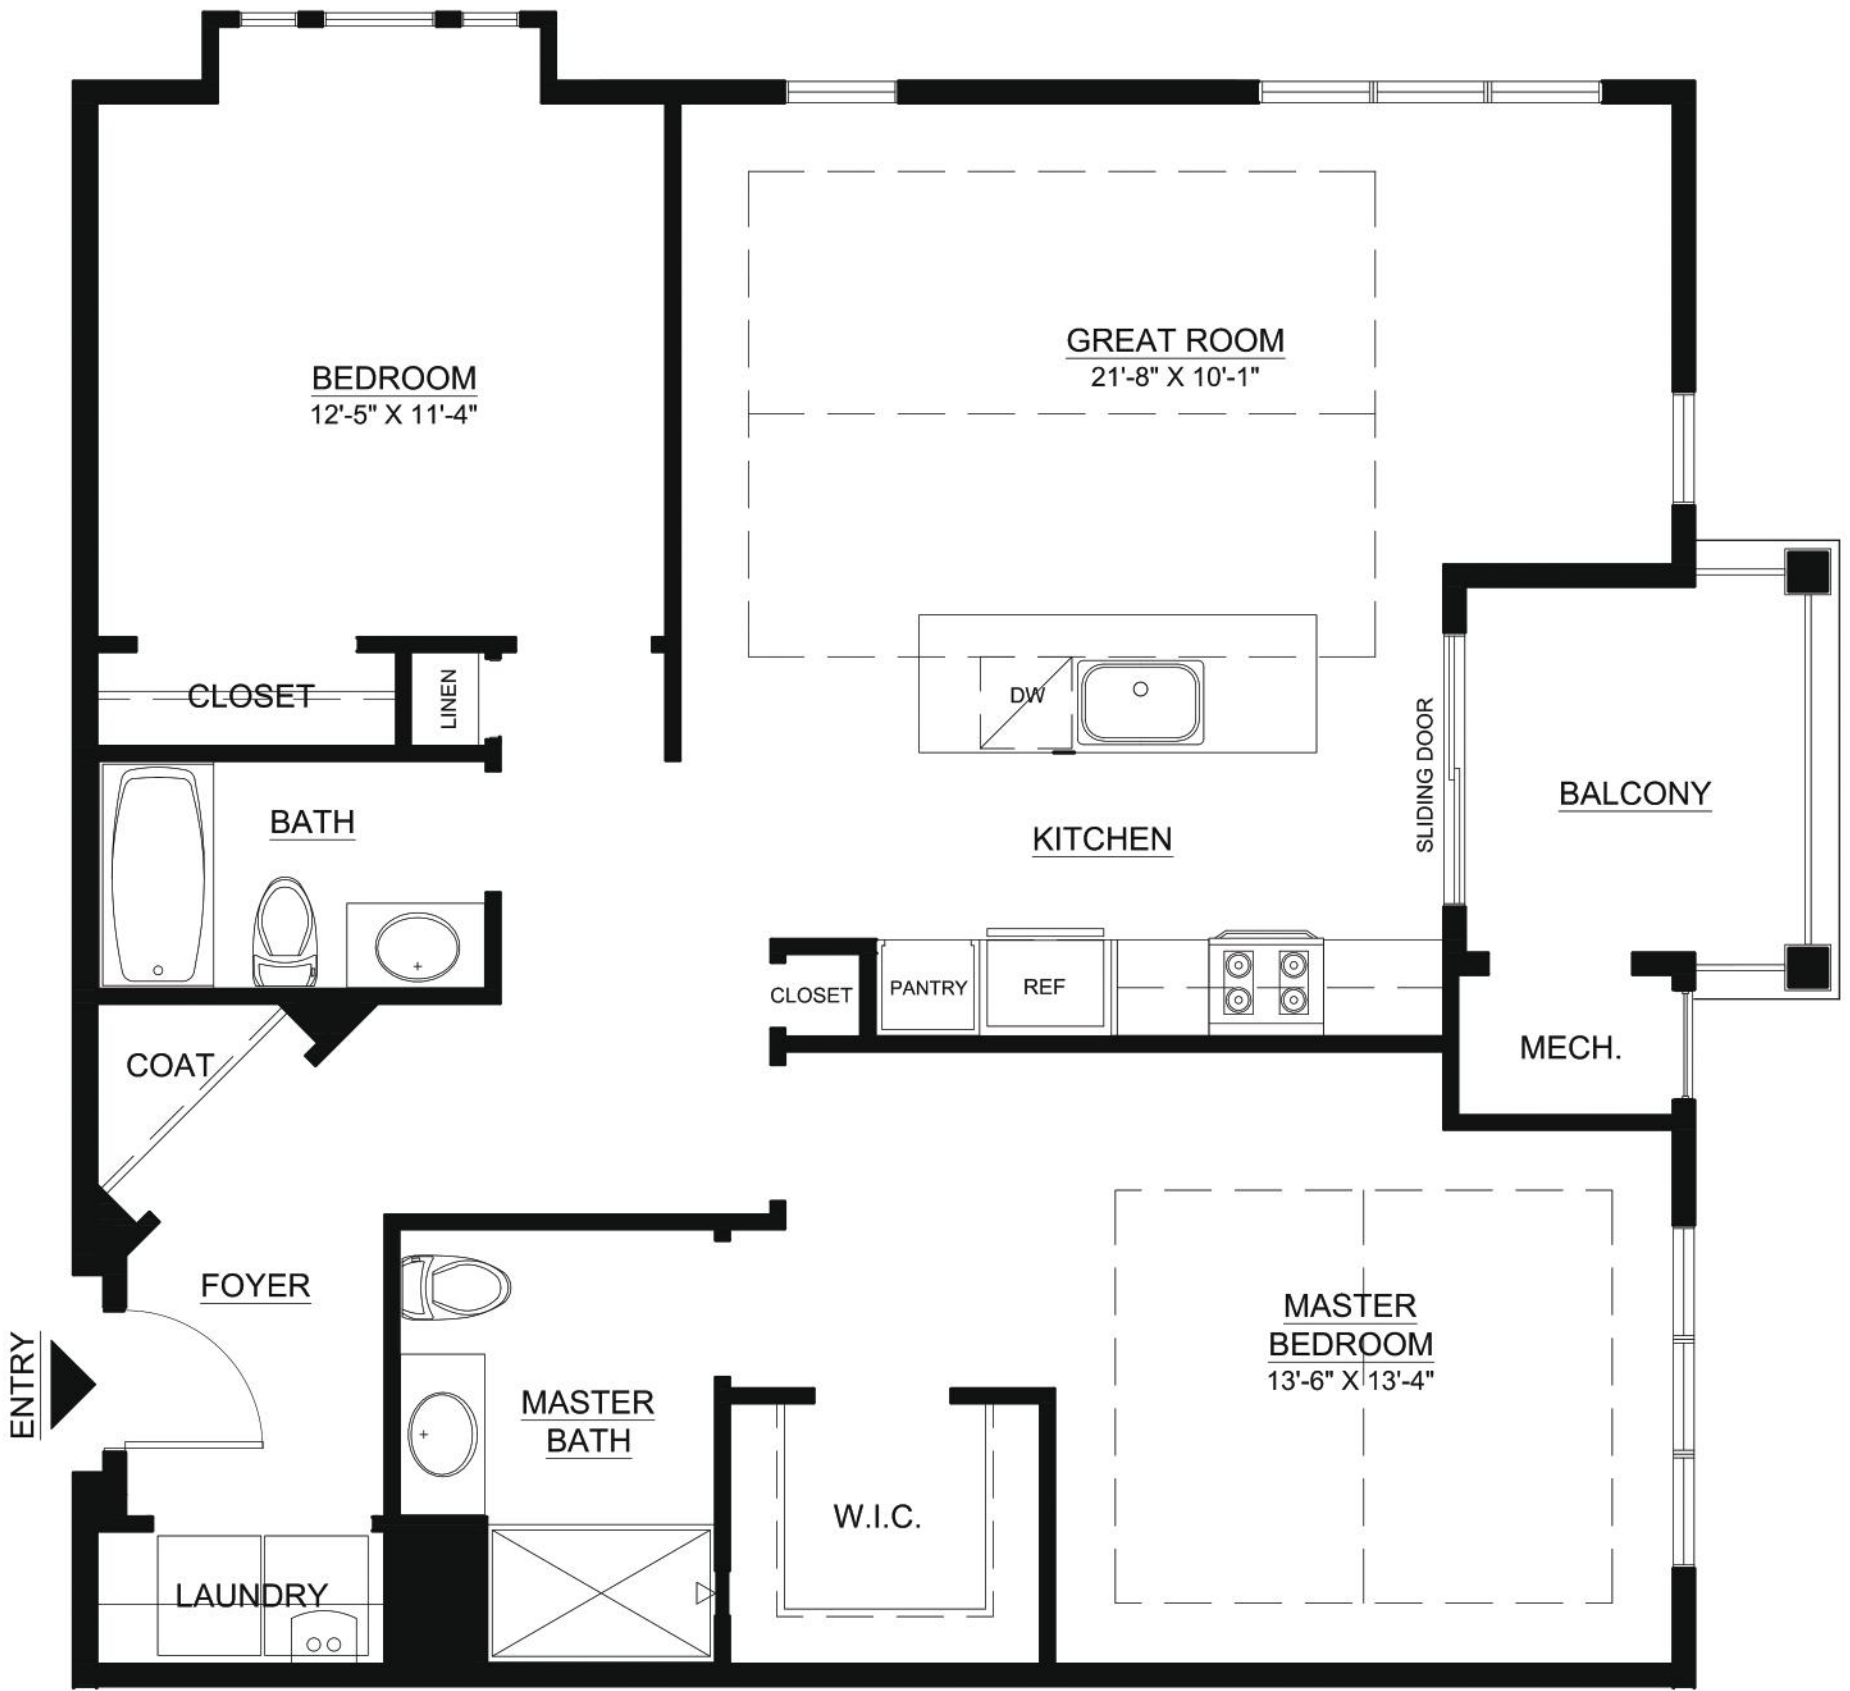 GREAT ROOM
21'-8" X 10'-1"
BEDROOM
12'-5" X 11'-4"
CLOSET
LINEN
DW
SLIDING DOOR
BALCONY
BATH
KITCHEN
CLOSET
PANTRY
REF
MECH.
COAT
FOYER
ENTRY
MASTER
BEDROOM
13'-6" X 13'-4"
MASTER
BATH
W.I.C.
LAUNDRY